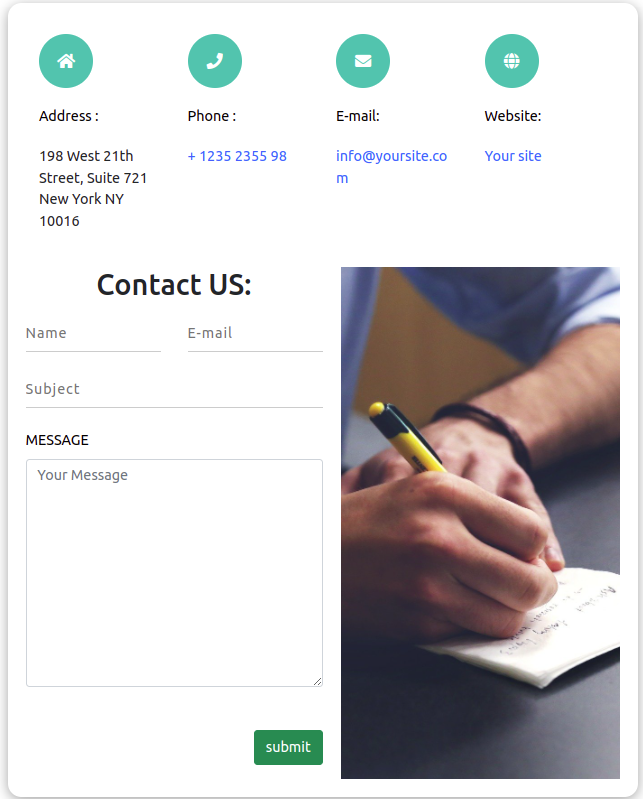 Address :
Phone :
E-mail:
Website:
198 West 21th
Street, Suite 721
New York NY
10016
+ 1235 2355 98
info@yoursite.co
m
Your site
Contact US:
Name
E-mail
Subject
MESSAGE
Your Message
submit